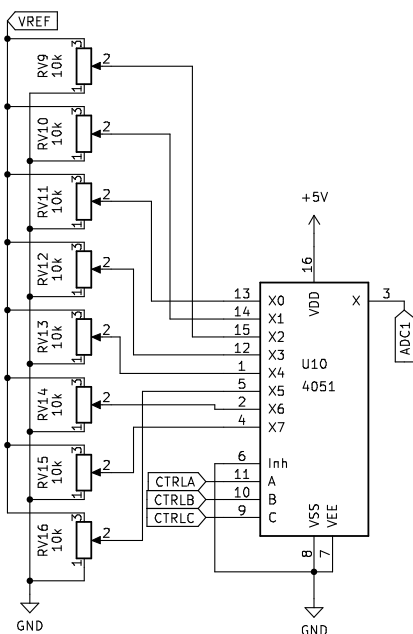 VREF
RV9
10k
3
2
1
RV10
10k
3
2
1
RV11
10k
3
2
1
RV12
10k
3
2
1
RV13
10k
3
2
1
RV14
10k
3
2
1
RV15
10k
3
2
1
RV16
10k
3
2
1
GND
+5V
16
VDD
13 X0
14 X1
15 X2
12 X3
1 X4
5 X5
2 X6
4 X7
X 3
ADC1
U10
4051
6 Inh
CTRLA 11 A
CTRLB 10 B
CTRLC 9 C
VSS
VEE
8
7
GND